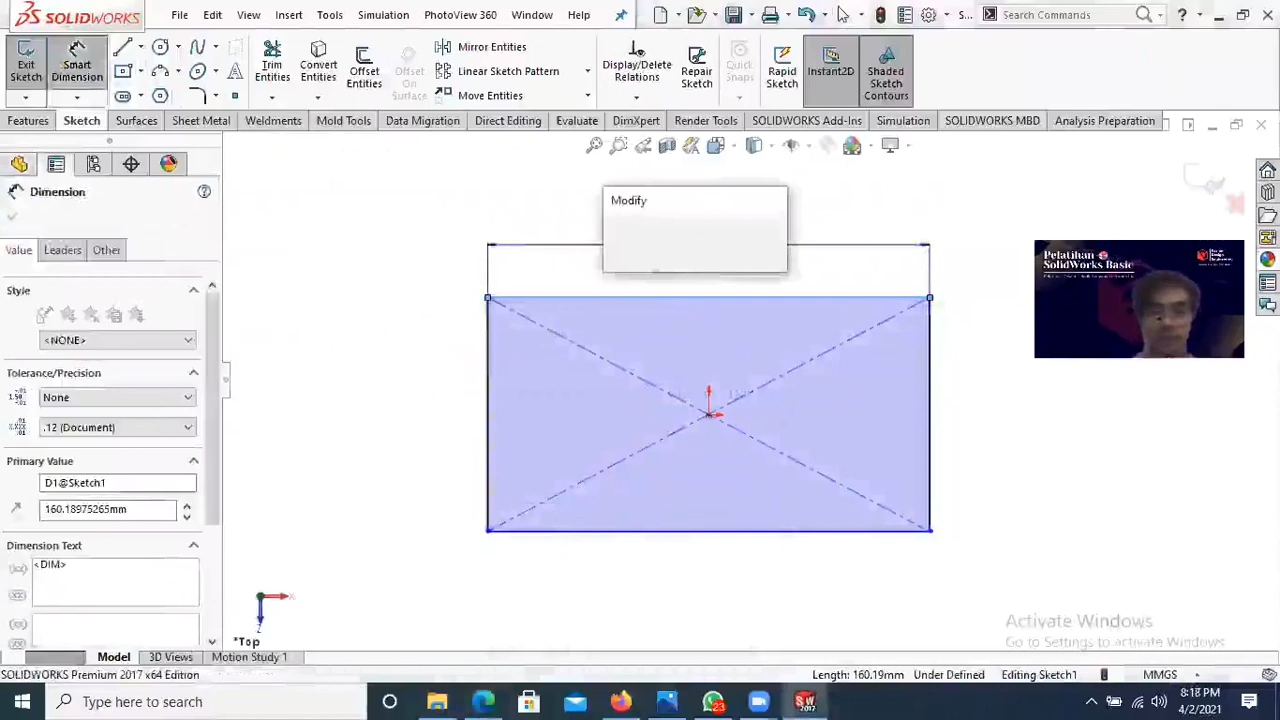 SOLIDWORKS
File Edit View Insert Tools Simulation PhotoView 360 Window Help
S...
Search Commands
Exit Sketch
Smart Dimension
Trim Entities
Convert Entities
Offset Entities
Offset On Surface
Mirror Entities
Linear Sketch Pattern
Move Entities
Display/Delete Relations
Repair Sketch
Quick Snaps
Rapid Sketch
Instant2D
Shaded Sketch Contours
Features Sketch Surfaces Sheet Metal Weldments Mold Tools Data Migration Direct Editing Evaluate DimXpert Render Tools SOLIDWORKS Add-Ins Simulation SOLIDWORKS MBD Analysis Preparation
Dimension
Value Leaders Other
Style
<NONE>
Tolerance/Precision
None
.12 (Document)
Primary Value
D1@Sketch1
160.18975265mm
Dimension Text
<DIM>
Modify
Pelatihan
SolidWorks Basic
*Top
Activate Windows
Go to Settings to activate Windows.
Model 3D Views Motion Study 1
SOLIDWORKS Premium 2017 x64 Edition
Length: 160.19mm Under Defined Editing Sketch1 MMGS
Type here to search
23
8:18 PM
4/2/2021